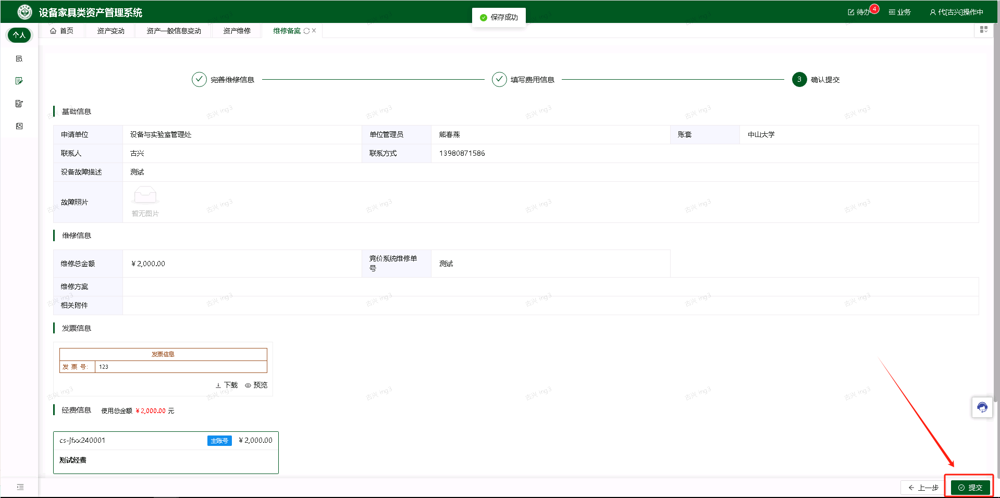 设备家具类资产管理系统
保存成功
待办 4 业务 代[古兴]操作中
个人
首页 资产变动 资产一般信息变动 资产维修 维修备案
完善维修信息 填写费用信息 3 确认提交
基础信息
申请单位 设备与实验室管理处 单位管理员 熊春燕 账套 中山大学
联系人 古兴 联系方式 13980871586
设备故障描述 测试
故障照片 暂无图片
维修信息
维修总金额 ¥ 2,000.00 竞价系统维修单号 测试
维修方案
相关附件
发票信息
发票信息
发 票 号: 123
下载 预览
经费信息 使用总金额 ¥ 2,000.00 元
cs-jfxx240001 主账号 ¥ 2,000.00
测试经费
上一步 提交
古兴 ing3